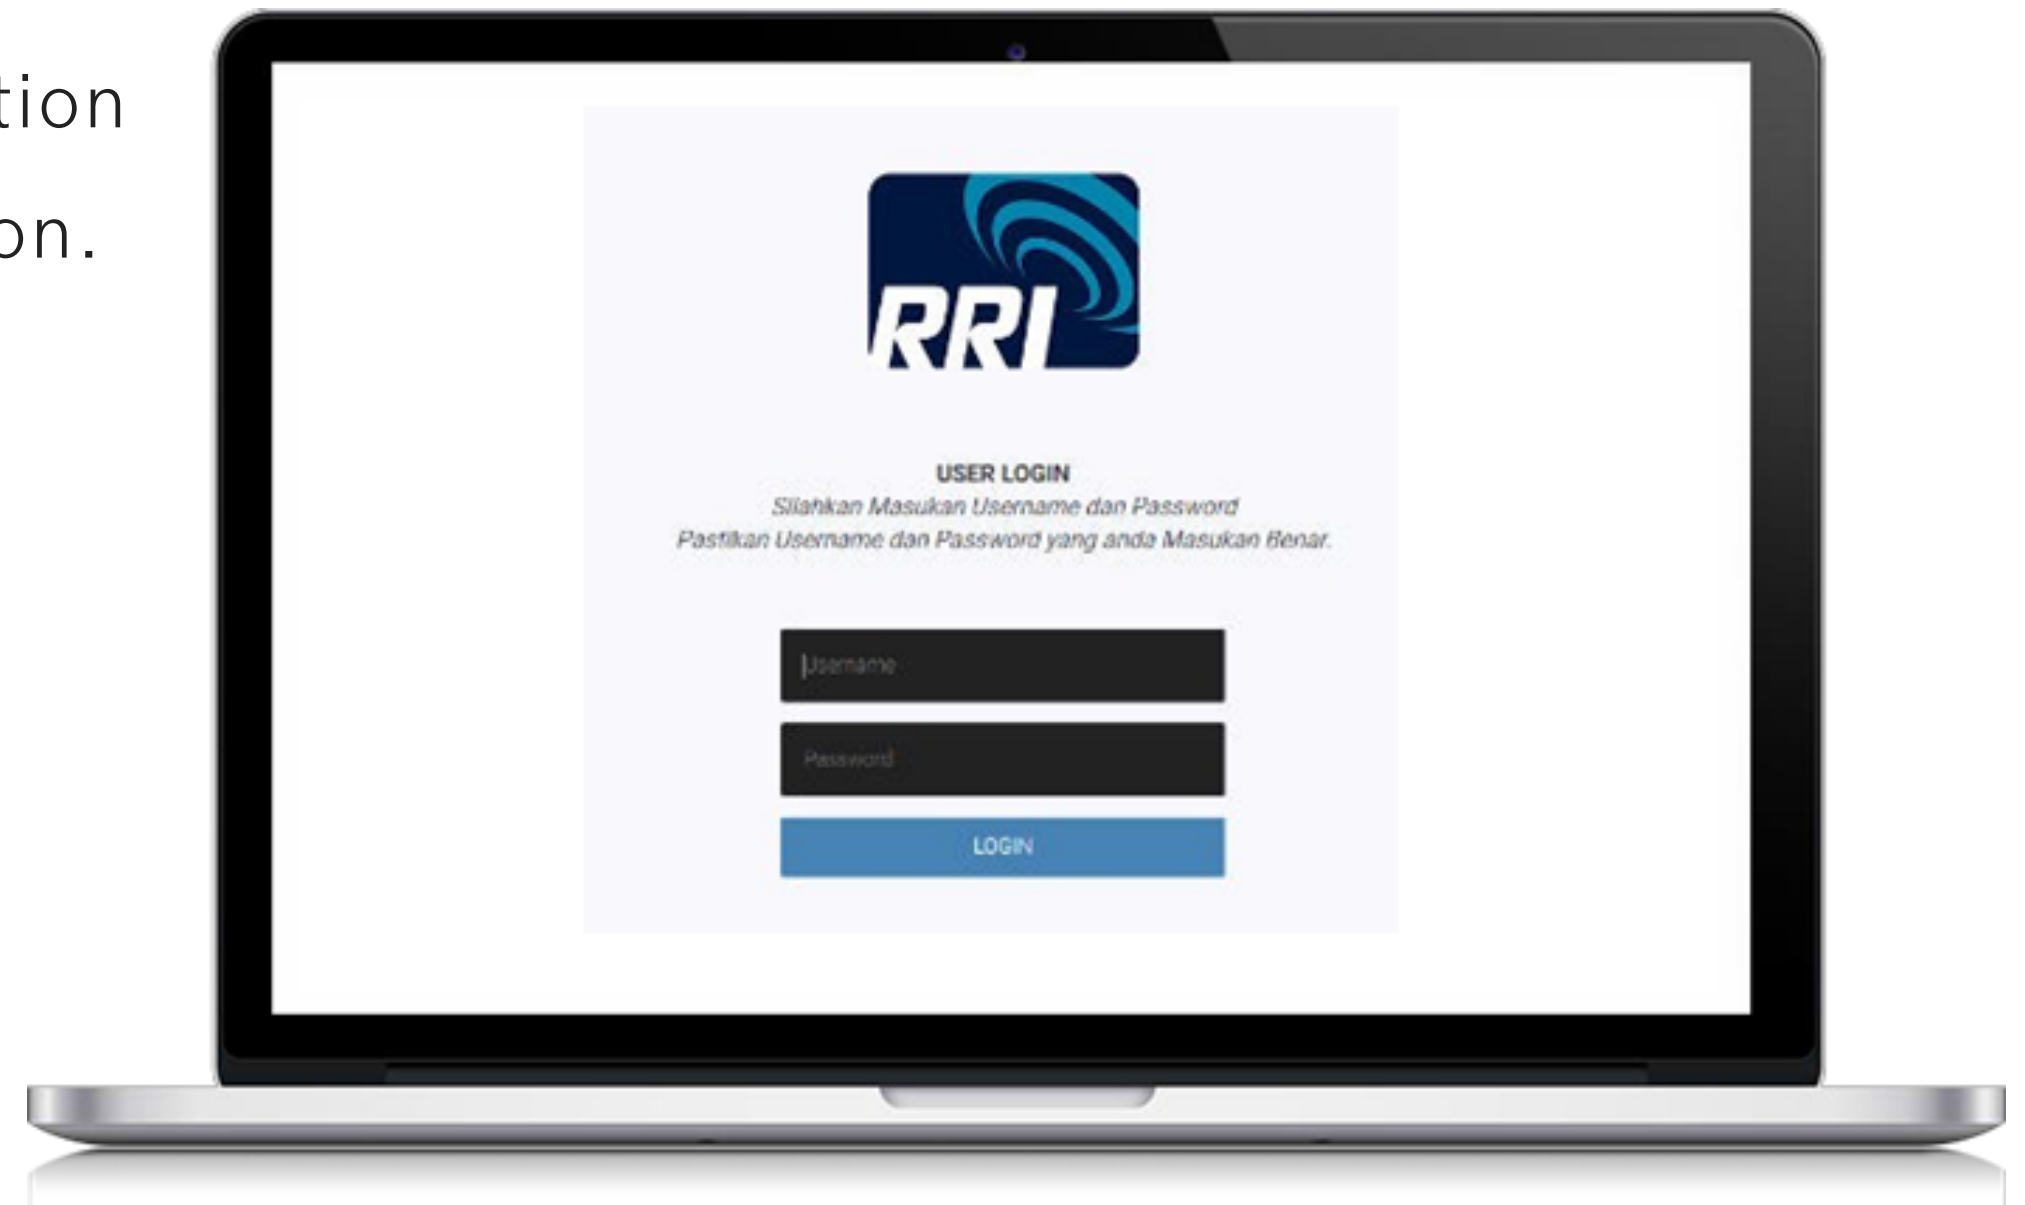 tion
on.
RRI
USER LOGIN
Silahkan Masukan Username dan Password
Pastikan Username dan Password yang anda Masukan Benar.
Username
Password
LOGIN